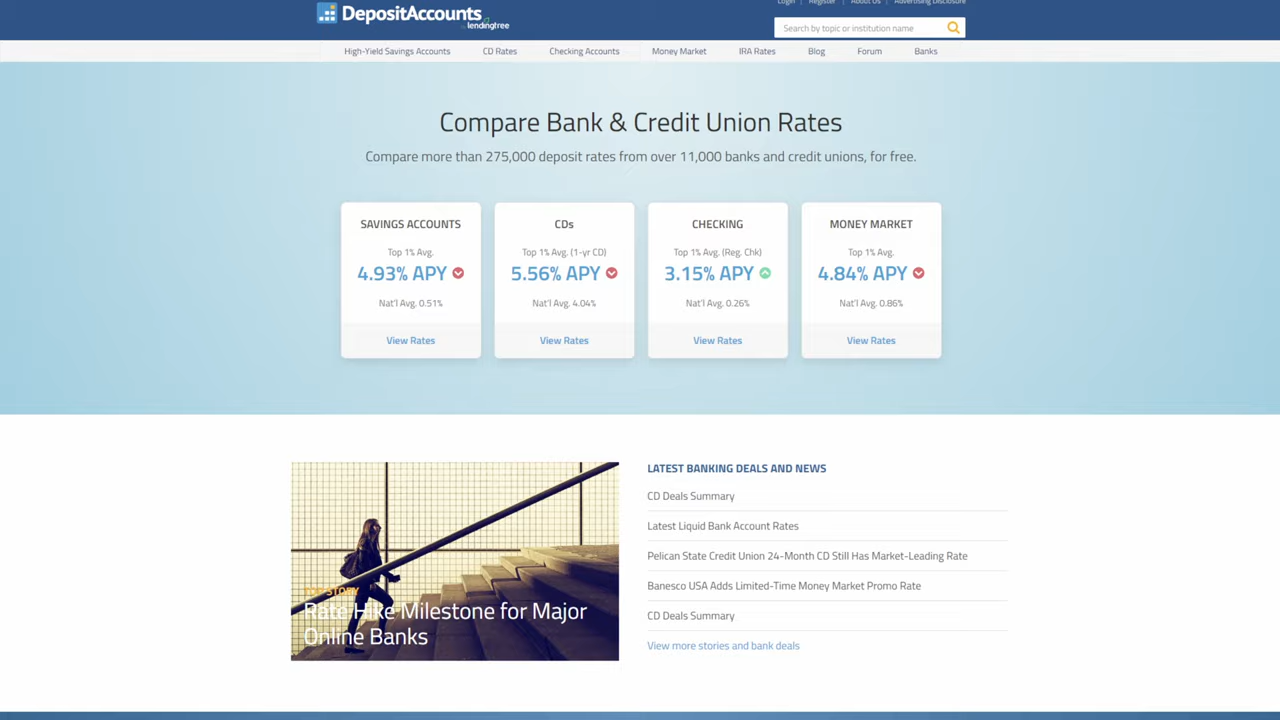 Login | Register | About Us | Advertising Disclosure
DepositAccounts
by lendingtree
Search by topic or institution name
High-Yield Savings Accounts CD Rates Checking Accounts Money Market IRA Rates Blog Forum Banks
Compare Bank & Credit Union Rates
Compare more than 275,000 deposit rates from over 11,000 banks and credit unions, for free.
SAVINGS ACCOUNTS
Top 1% Avg.
4.93% APY
Nat'l Avg. 0.51%
View Rates
CDs
Top 1% Avg. (1-yr CD)
5.56% APY
Nat'l Avg. 4.04%
View Rates
CHECKING
Top 1% Avg. (Reg. Chk)
3.15% APY
Nat'l Avg. 0.26%
View Rates
MONEY MARKET
Top 1% Avg.
4.84% APY
Nat'l Avg. 0.86%
View Rates
TOP STORY
Rate Hike Milestone for Major
Online Banks
LATEST BANKING DEALS AND NEWS
CD Deals Summary
Latest Liquid Bank Account Rates
Pelican State Credit Union 24-Month CD Still Has Market-Leading Rate
Banesco USA Adds Limited-Time Money Market Promo Rate
CD Deals Summary
View more stories and bank deals